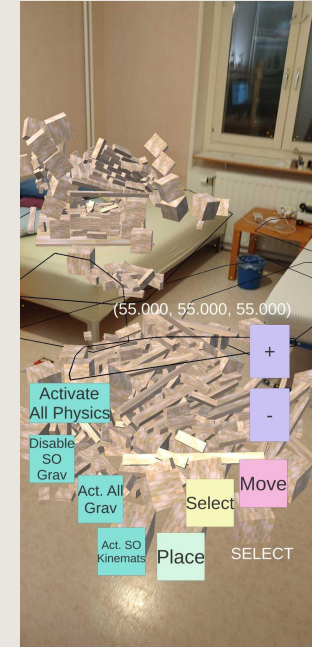 (55.000, 55.000, 55.000)
+
-
Activate
All Physics
Disable
SO
Grav
Act. All
Grav
Select
Move
Act. SO
Kinemats
Place
SELECT